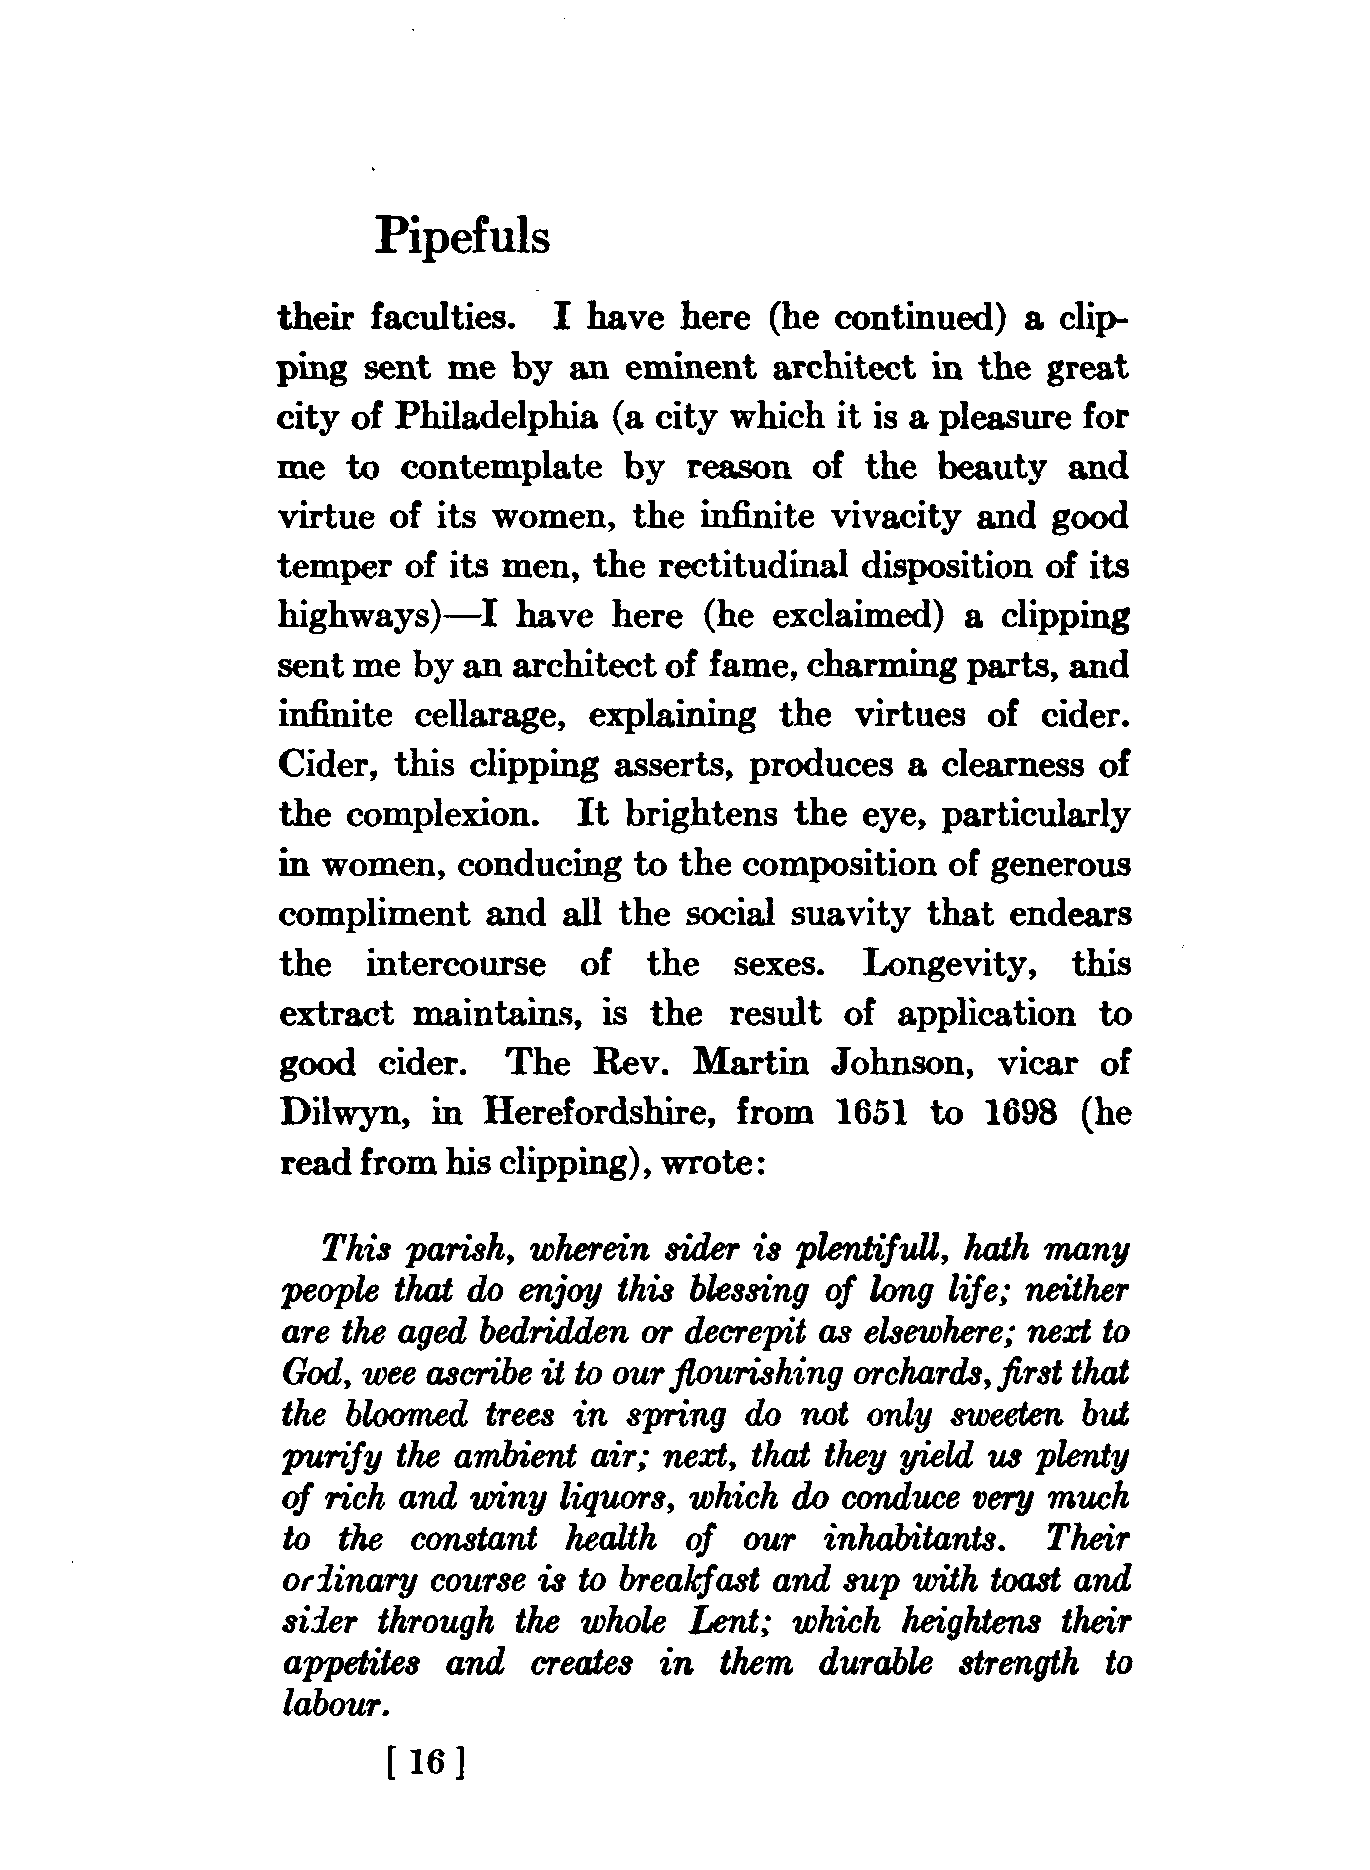 Pipefuls
their faculties. I have here (he continued) a clip-
ping sent me by an eminent architect in the great
city of Philadelphia (a city which it is a pleasure for
me to contemplate by reason of the beauty and
virtue of its women, the infinite vivacity and good
temper of its men, the rectitudinal disposition of its
highways)—I have here (he exclaimed) a clipping
sent me by an architect of fame, charming parts, and
infinite cellarage, explaining the virtues of cider.
Cider, this clipping asserts, produces a clearness of
the complexion. It brightens the eye, particularly
in women, conducing to the composition of generous
compliment and all the social suavity that endears
the intercourse of the sexes. Longevity, this
extract maintains, is the result of application to
good cider. The Rev. Martin Johnson, vicar of
Dilwyn, in Herefordshire, from 1651 to 1698 (he
read from his clipping), wrote:
This parish, wherein sider is plentifull, hath many
people that do enjoy this blessing of long life; neither
are the aged bedridden or decrepit as elsewhere; next to
God, wee ascribe it to our flourishing orchards, first that
the bloomed trees in spring do not only sweeten but
purify the ambient air; next, that they yield us plenty
of rich and winy liquors, which do conduce very much
to the constant health of our inhabitants. Their
ordinary course is to breakfast and sup with toast and
sider through the whole Lent; which heightens their
appetites and creates in them durable strength to
labour.
[ 16 ]